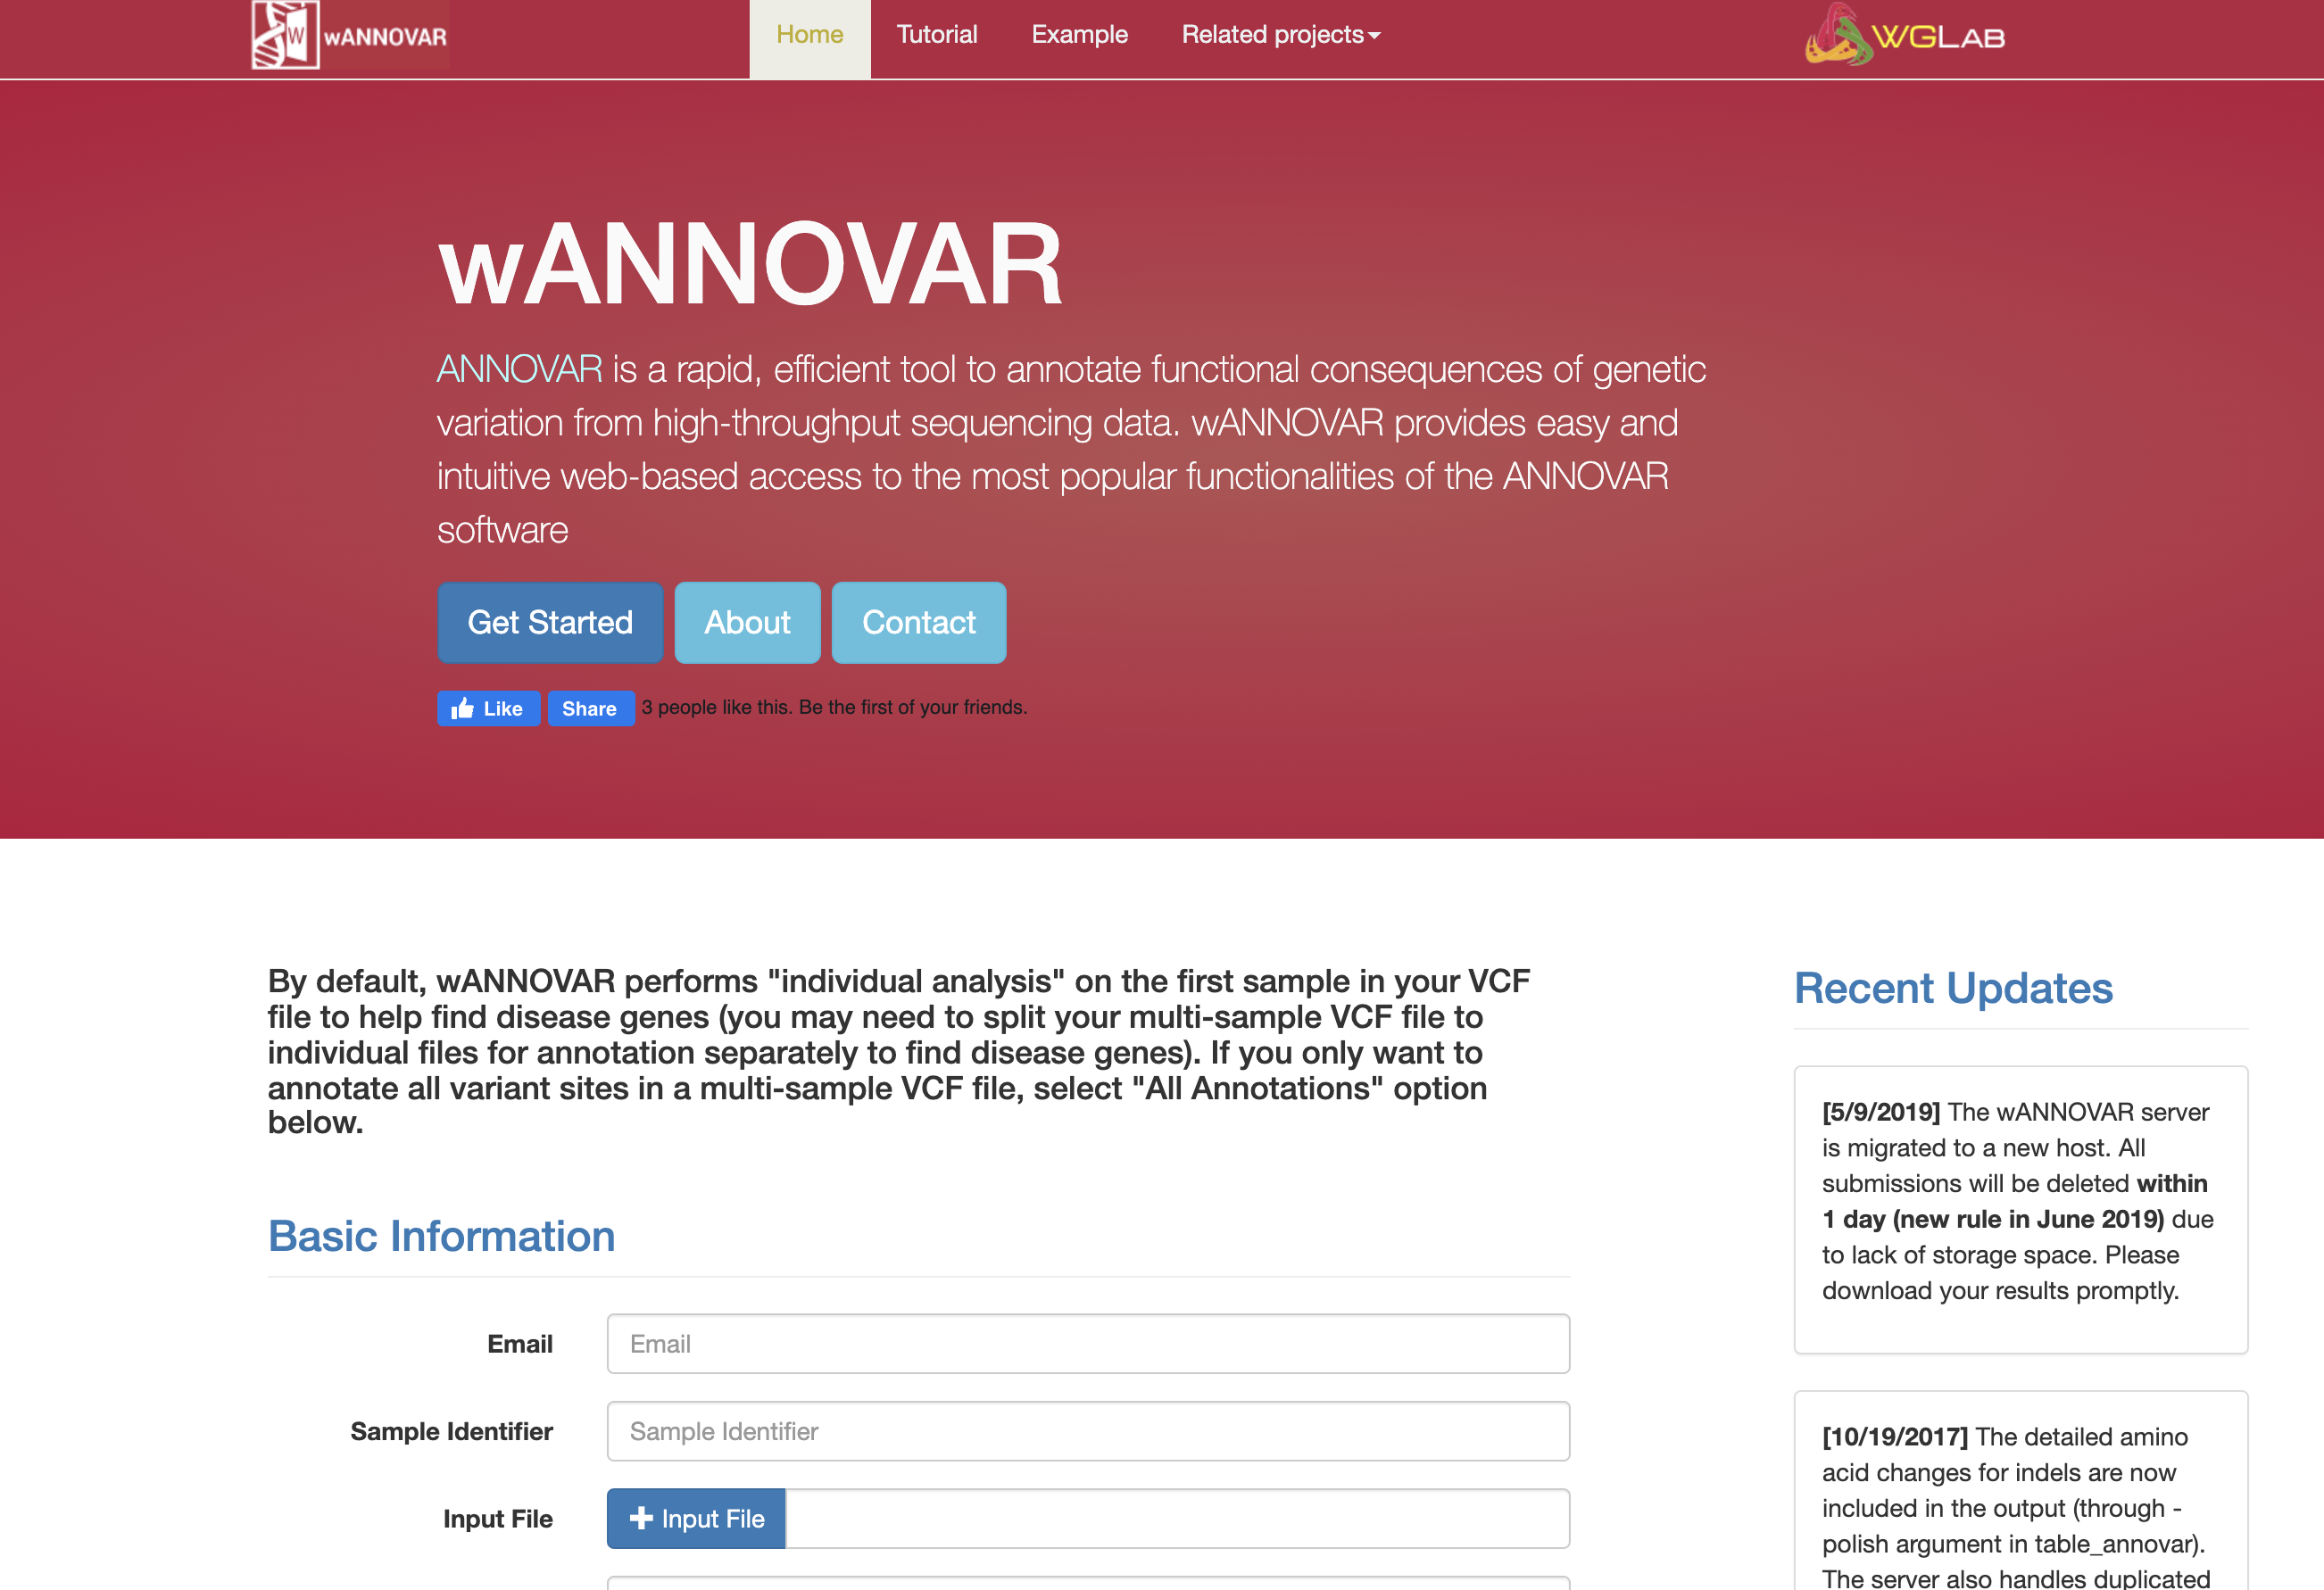 W wANNOVAR
Home Tutorial Example Related projects
WGLAB
wANNOVAR
ANNOVAR is a rapid, efficient tool to annotate functional consequences of genetic
variation from high-throughput sequencing data. wANNOVAR provides easy and
intuitive web-based access to the most popular functionalities of the ANNOVAR
software
Get Started About Contact
Like Share 3 people like this. Be the first of your friends.
By default, wANNOVAR performs "individual analysis" on the first sample in your VCF
file to help find disease genes (you may need to split your multi-sample VCF file to
individual files for annotation separately to find disease genes). If you only want to
annotate all variant sites in a multi-sample VCF file, select "All Annotations" option
below.
Basic Information
Email Email
Sample Identifier Sample Identifier
Input File Input File
Recent Updates
[5/9/2019] The wANNOVAR server
is migrated to a new host. All
submissions will be deleted within
1 day (new rule in June 2019) due
to lack of storage space. Please
download your results promptly.
[10/19/2017] The detailed amino
acid changes for indels are now
included in the output (through -
polish argument in table_annovar).
The server also handles duplicated